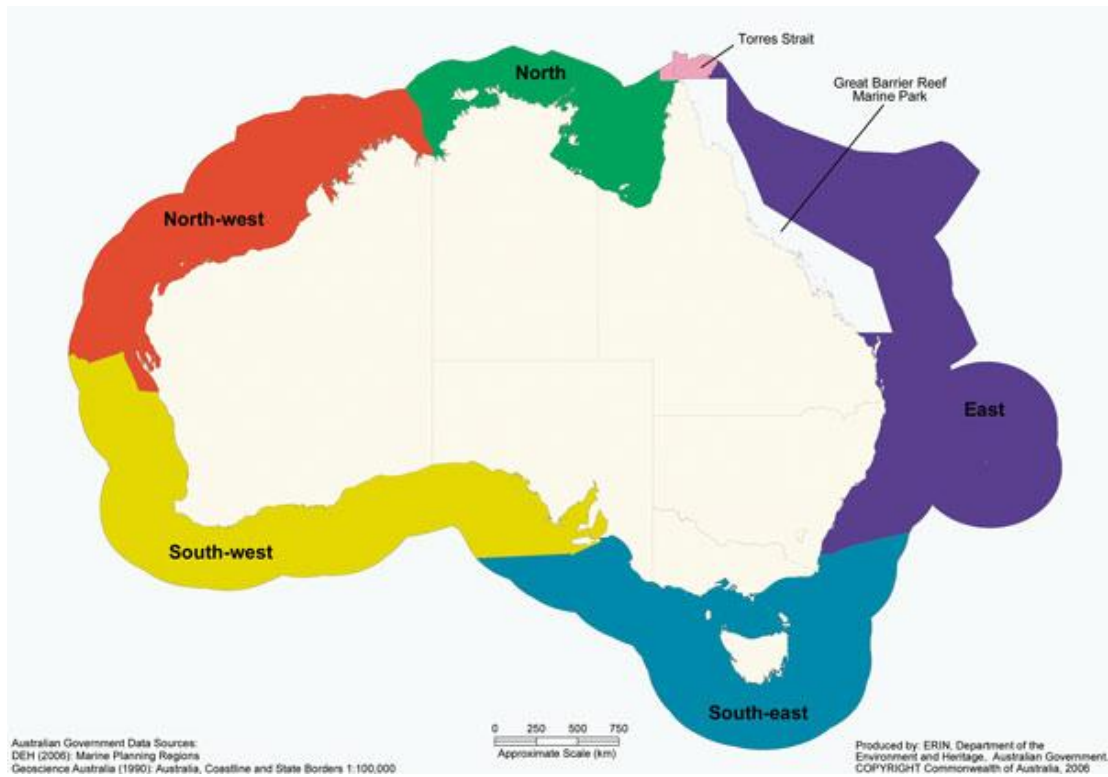 Torres Strait
North
Great Barrier Reef
Marine Park
North-west
East
South-west
South-east
0 250 500 750
Approximate Scale (km)
Australian Government Data Sources:
DEH (2006): Marine Planning Regions
Geoscience Australia (1990): Australia, Coastline and State Borders 1:100,000
Produced by: ERIN, Department of the
Environment and Heritage, Australian Government
COPYRIGHT Commonwealth of Australia, 2006